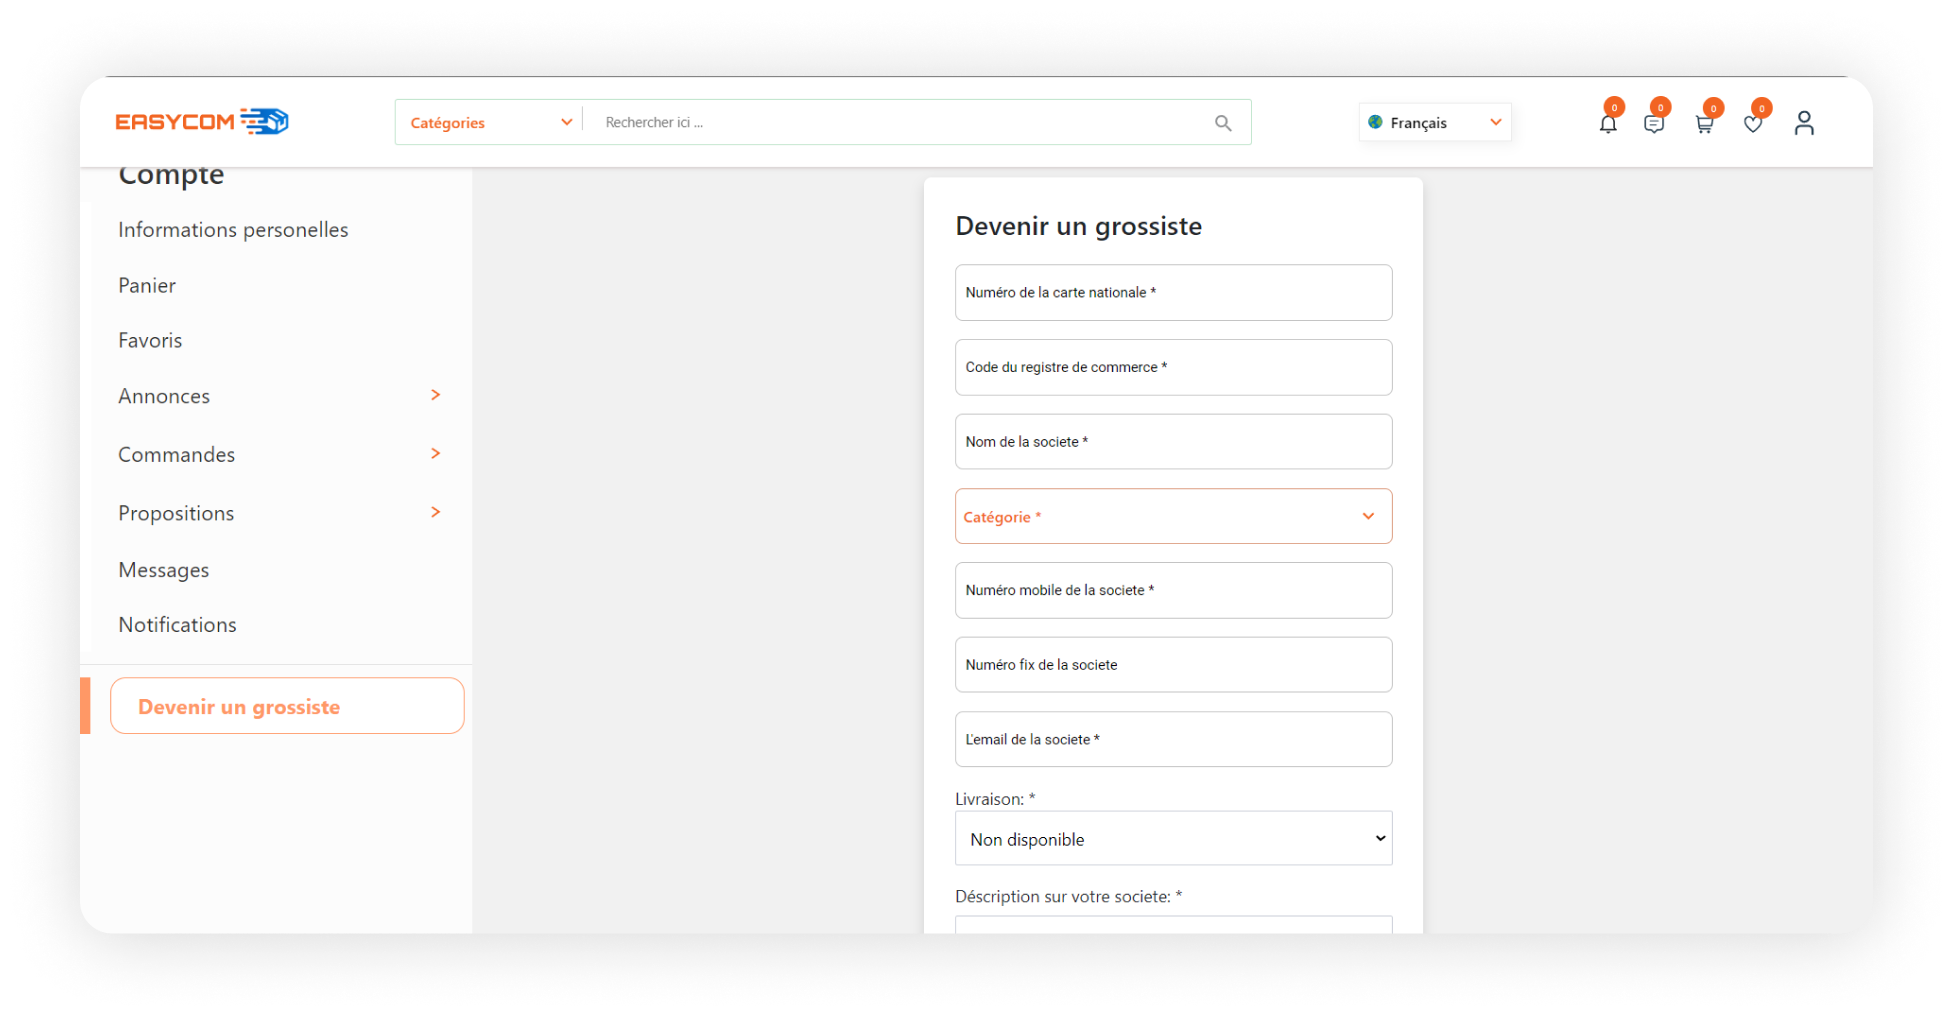 EASYCOM
Catégories
Rechercher ici ...
Français
0
0
0
0
Compte
Informations personelles
Panier
Favoris
Annonces
Commandes
Propositions
Messages
Notifications
Devenir un grossiste
Devenir un grossiste
Numéro de la carte nationale *
Code du registre de commerce *
Nom de la societe *
Catégorie *
Numéro mobile de la societe *
Numéro fix de la societe
L'email de la societe *
Livraison: *
Non disponible
Déscription sur votre societe: *